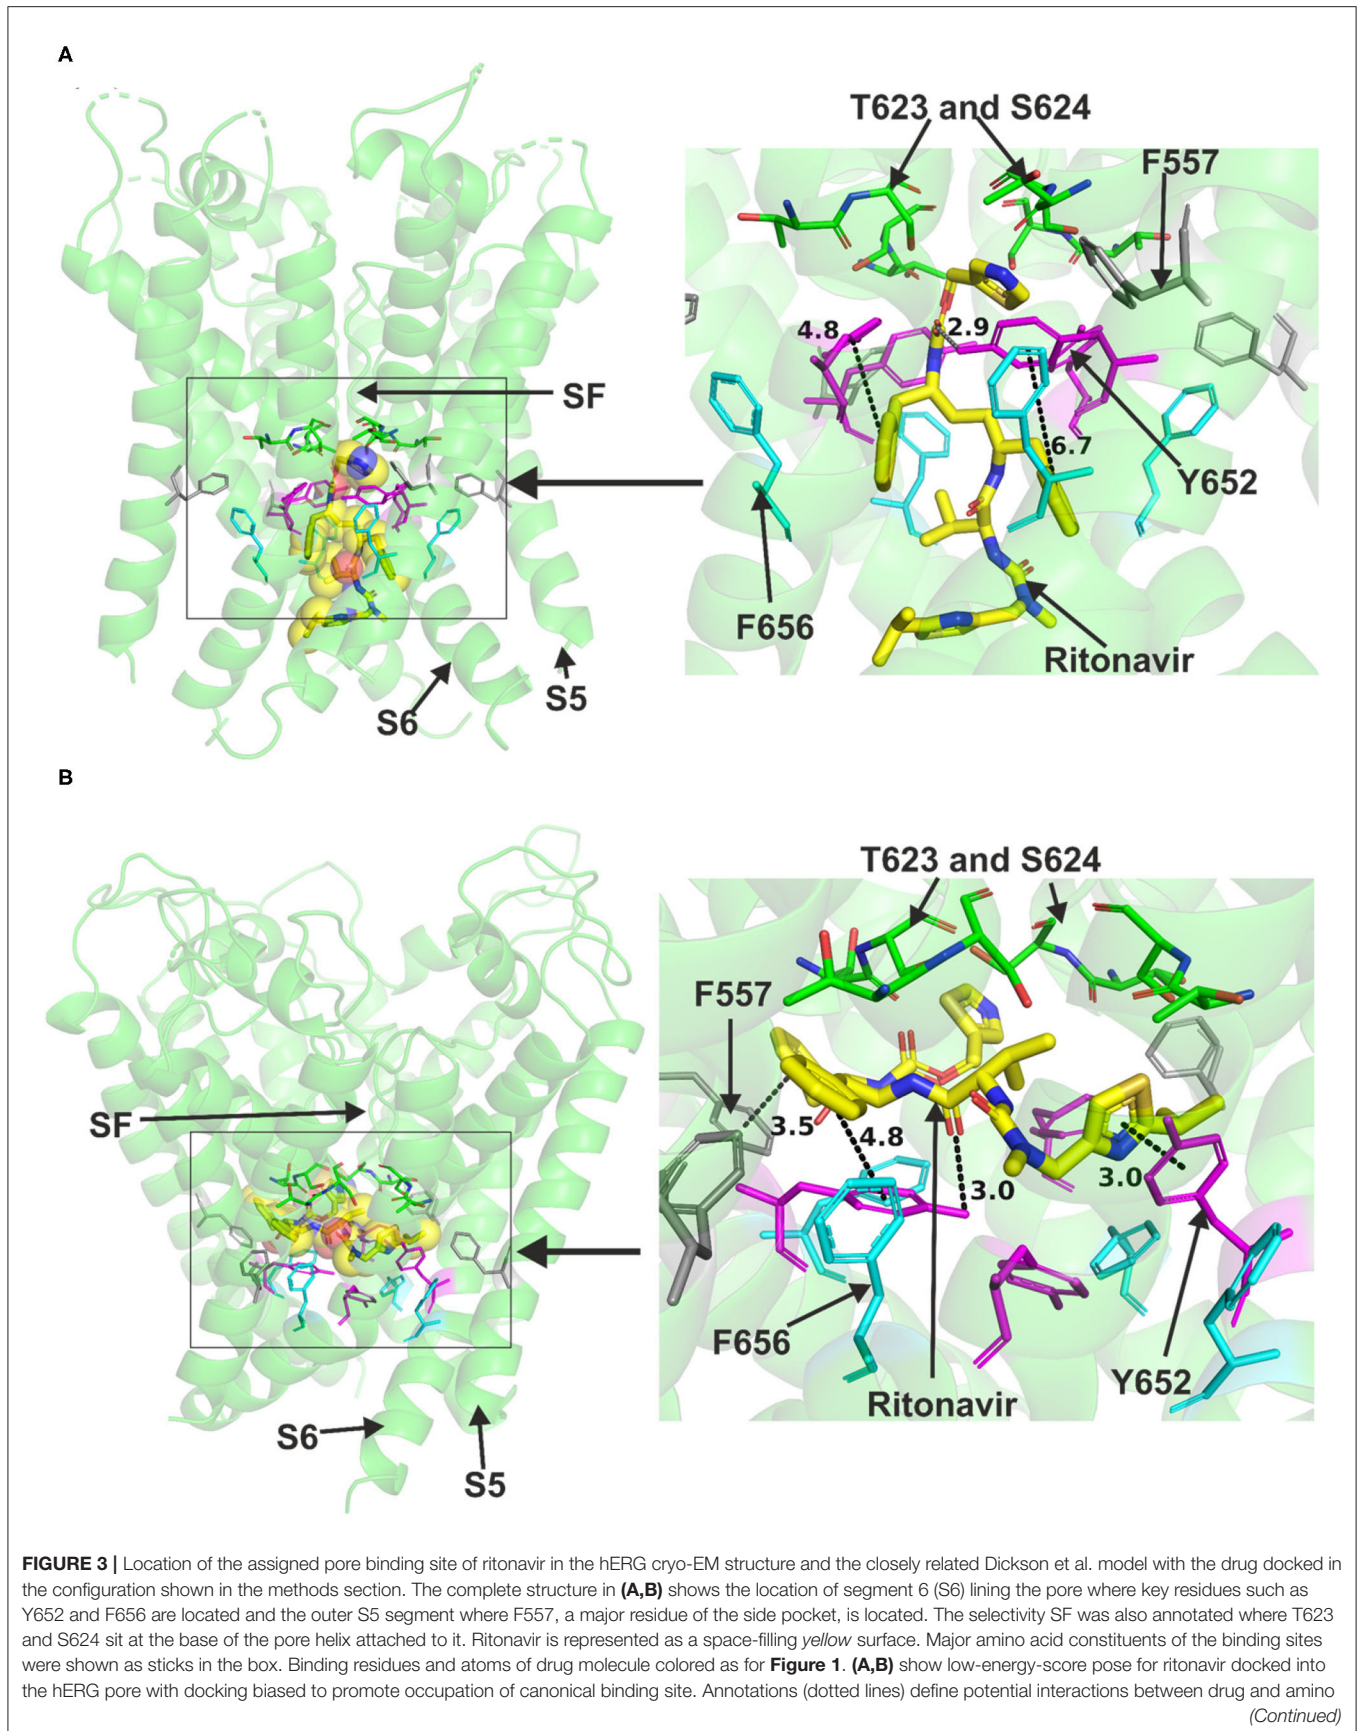 A
T623 and S624
F557
4.8
2.9
SF
6.7
Y652
F656
Ritonavir
S5
S6
B
T623 and S624
F557
SF
3.5
4.8
3.0
3.0
F656
Y652
Ritonavir
S6
S5
FIGURE 3 | Location of the assigned pore binding site of ritonavir in the hERG cryo-EM structure and the closely related Dickson et al. model with the drug docked in
the configuration shown in the methods section. The complete structure in (A,B) shows the location of segment 6 (S6) lining the pore where key residues such as
Y652 and F656 are located and the outer S5 segment where F557, a major residue of the side pocket, is located. The selectivity SF was also annotated where T623
and S624 sit at the base of the pore helix attached to it. Ritonavir is represented as a space-filling yellow surface. Major amino acid constituents of the binding sites
were shown as sticks in the box. Binding residues and atoms of drug molecule colored as for Figure 1. (A,B) show low-energy-score pose for ritonavir docked into
the hERG pore with docking biased to promote occupation of canonical binding site. Annotations (dotted lines) define potential interactions between drug and amino
(Continued)